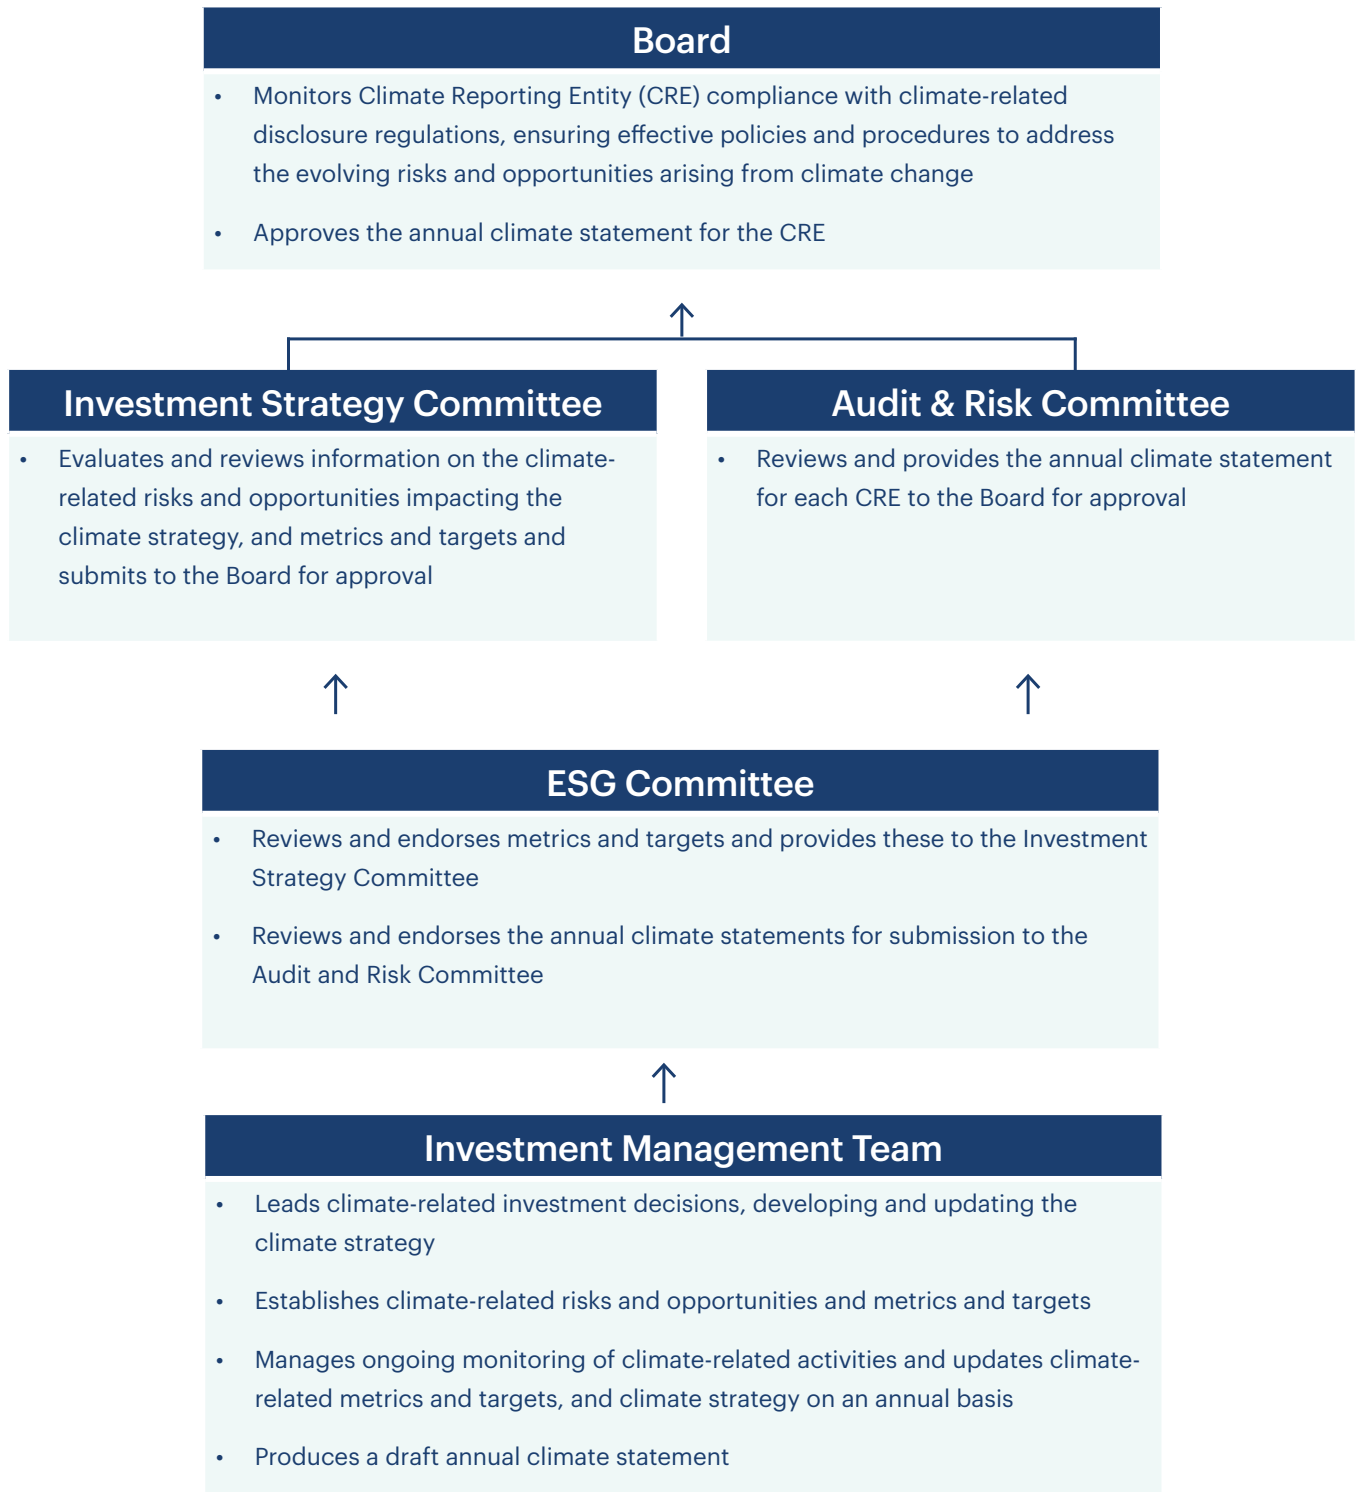 Board
• Monitors Climate Reporting Entity (CRE) compliance with climate-related
disclosure regulations, ensuring effective policies and procedures to address
the evolving risks and opportunities arising from climate change
• Approves the annual climate statement for the CRE
Investment Strategy Committee
• Evaluates and reviews information on the climate-
related risks and opportunities impacting the
climate strategy, and metrics and targets and
submits to the Board for approval
Audit & Risk Committee
• Reviews and provides the annual climate statement
for each CRE to the Board for approval
ESG Committee
• Reviews and endorses metrics and targets and provides these to the Investment
Strategy Committee
• Reviews and endorses the annual climate statements for submission to the
Audit and Risk Committee
Investment Management Team
• Leads climate-related investment decisions, developing and updating the
climate strategy
• Establishes climate-related risks and opportunities and metrics and targets
• Manages ongoing monitoring of climate-related activities and updates climate-
related metrics and targets, and climate strategy on an annual basis
• Produces a draft annual climate statement